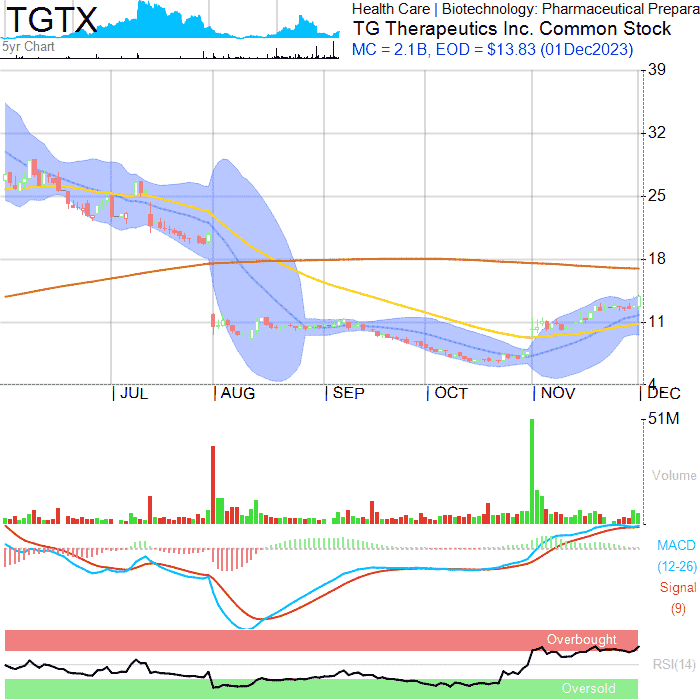 TGTX
5yr Chart
Health Care | Biotechnology: Pharmaceutical Prepara
TG Therapeutics Inc. Common Stock
MC = 2.1B, EOD = $13.83 (01Dec2023)
39
32
25
18
11
4
| JUL | AUG | SEP | OCT | NOV | DEC
51M
Volume
MACD
(12-26)
Signal
(9)
Overbought
RSI(14)
Oversold